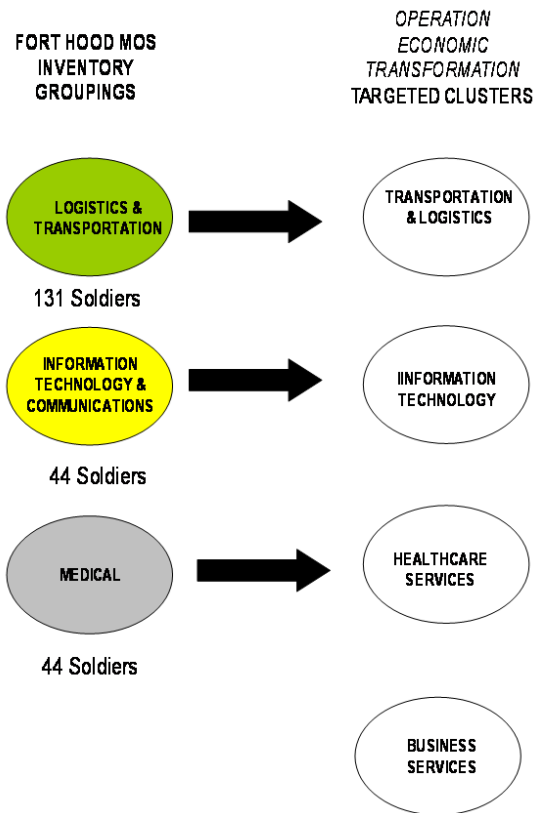 FORT HOOD MOS
INVENTORY
GROUPINGS
OPERATION
ECONOMIC
TRANSFORMATION
TARGETED CLUSTERS
LOGISTICS &
TRANSPORTATION
131 Soldiers
TRANSPORTATION
& LOGISTICS
INFORMATION
TECHNOLOGY &
COMMUNICATIONS
44 Soldiers
IINFORMATION
TECHNOLOGY
MEDICAL
44 Soldiers
HEALTHCARE
SERVICES
BUSINESS
SERVICES